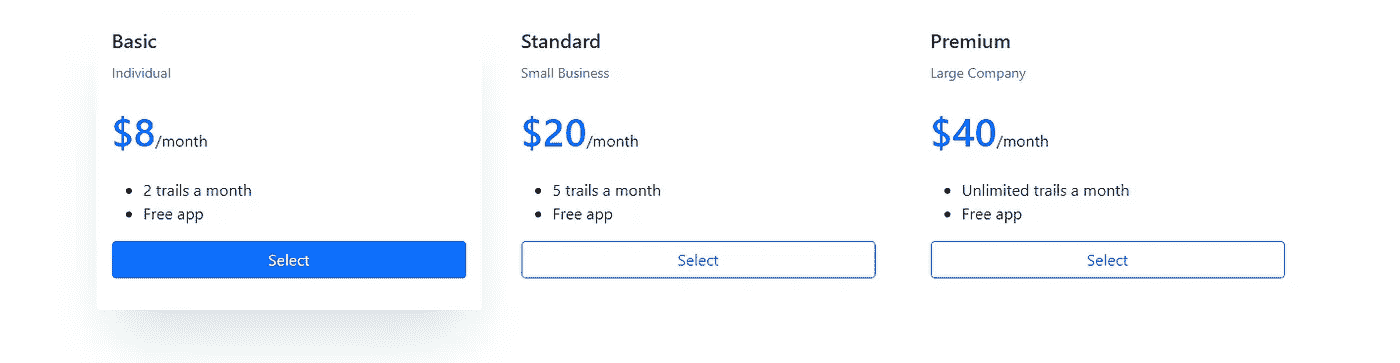 Basic
Individual
$8/month
2 trails a month
Free app
Select
Standard
Small Business
$20/month
5 trails a month
Free app
Select
Premium
Large Company
$40/month
Unlimited trails a month
Free app
Select